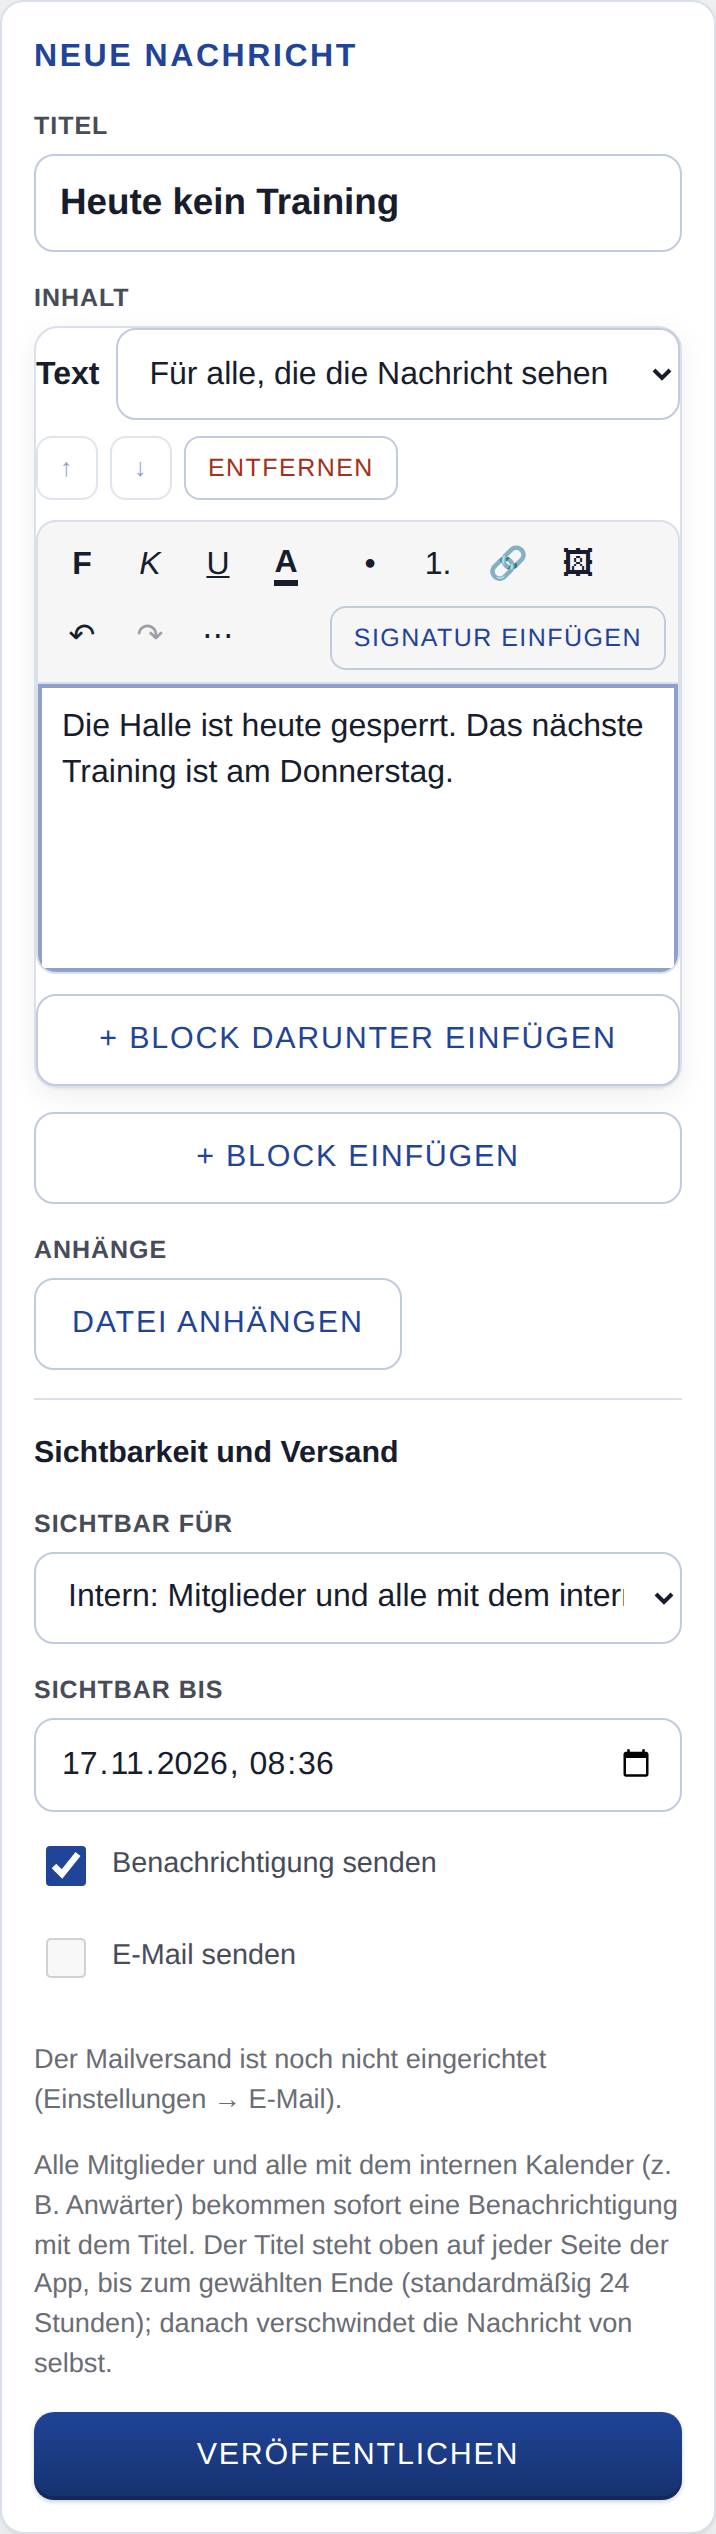 NEUE NACHRICHT
TITEL
Heute kein Training
INHALT
Text
Für alle, die die Nachricht sehen
↑ ↓ ENTFERNEN
F K U A • 1. 🔗 🖼
↶ ↷ ⋯ SIGNATUR EINFÜGEN
Die Halle ist heute gesperrt. Das nächste
Training ist am Donnerstag.
+ BLOCK DARUNTER EINFÜGEN
+ BLOCK EINFÜGEN
ANHÄNGE
DATEI ANHÄNGEN
Sichtbarkeit und Versand
SICHTBAR FÜR
Intern: Mitglieder und alle mit dem inter
SICHTBAR BIS
17.11.2026, 08:36
Benachrichtigung senden
E-Mail senden
Der Mailversand ist noch nicht eingerichtet
(Einstellungen → E-Mail).
Alle Mitglieder und alle mit dem internen Kalender (z.
B. Anwärter) bekommen sofort eine Benachrichtigung
mit dem Titel. Der Titel steht oben auf jeder Seite der
App, bis zum gewählten Ende (standardmäßig 24
Stunden); danach verschwindet die Nachricht von
selbst.
VERÖFFENTLICHEN